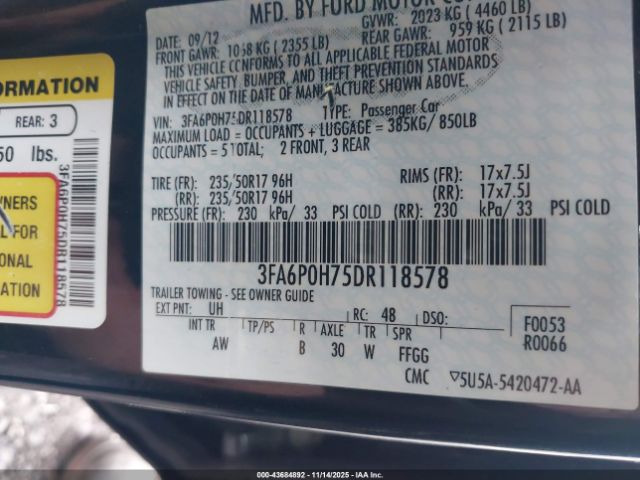 MFD. BY FORD MOTOR CO
09/12
GVWR: 2023 KG ( 4460 LB)
FRONT GAWR: 1068 KG ( 2355 LB)
REAR GAWR: 959 KG ( 2115 LB)
THIS VEHICLE CONFORMS TO ALL APPLICABLE FEDERAL MOTOR
VEHICLE SAFETY, BUMPER, AND THEFT PREVENTION STANDARDS
IN EFFECT ON THE DATE OF MANUFACTURE SHOWN ABOVE.
VIN: 3FA6P0H75DR118578 TYPE: Passenger Car
MAXIMUM LOAD = OCCUPANTS + LUGGAGE = 385KG/ 850LB
OCCUPANTS = 5 TOTAL: 2 FRONT, 3 REAR
TIRE (FR): 235/50R17 96H RIMS (FR): 17x7.5J
(RR): 235/50R17 96H (RR): 17x7.5J
PRESSURE (FR): 230 kPa/ 33 PSI COLD (RR): 230 kPa/ 33 PSI COLD
3FA6P0H75DR118578
TRAILER TOWING - SEE OWNER GUIDE
EXT PNT: UH RC: 48 DSO:
INT TR TP/PS R AXLE TR SPR
AW B 30 W FFGG
F0053
R0066
CMC 5U5A-5420472-AA
ORMATION
REAR: 3
50 lbs.
WNERS
AL FOR
ONAL
MATION
3FA6P0H75DR118578
000-43684892 - 11/14/2025 - IAA Inc.